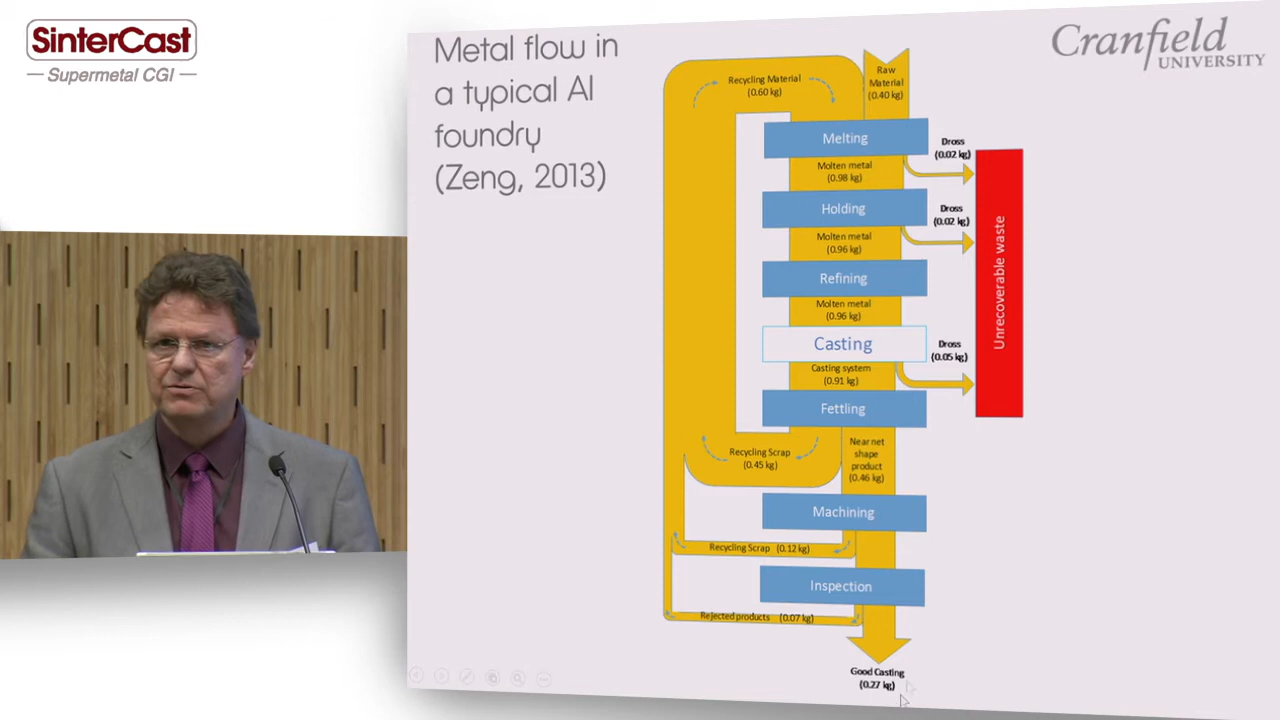 SinterCast
Supermetal CGI
Metal flow in
a typical Al
foundry
(Zeng, 2013)
Cranfield
UNIVERSITY
Recycling Material
(0.60 kg)
Raw
Material
(0.40 kg)
Melting
Dross
(0.02 kg)
Molten metal
(0.98 kg)
Holding
Dross
(0.02 kg)
Molten metal
(0.96 kg)
Refining
Molten metal
(0.96 kg)
Casting
Dross
(0.05 kg)
Casting system
(0.91 kg)
Fettling
Unrecoverable waste
Recycling Scrap
(0.45 kg)
Near net
shape
product
(0.46 kg)
Machining
Recycling Scrap (0.12 kg)
Inspection
Rejected products (0.07 kg)
Good Casting
(0.27 kg)